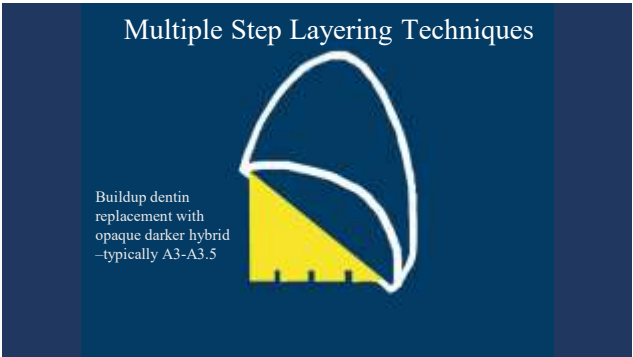 Multiple Step Layering Techniques
Buildup dentin
replacement with
opaque darker hybrid
–typically A3-A3.5